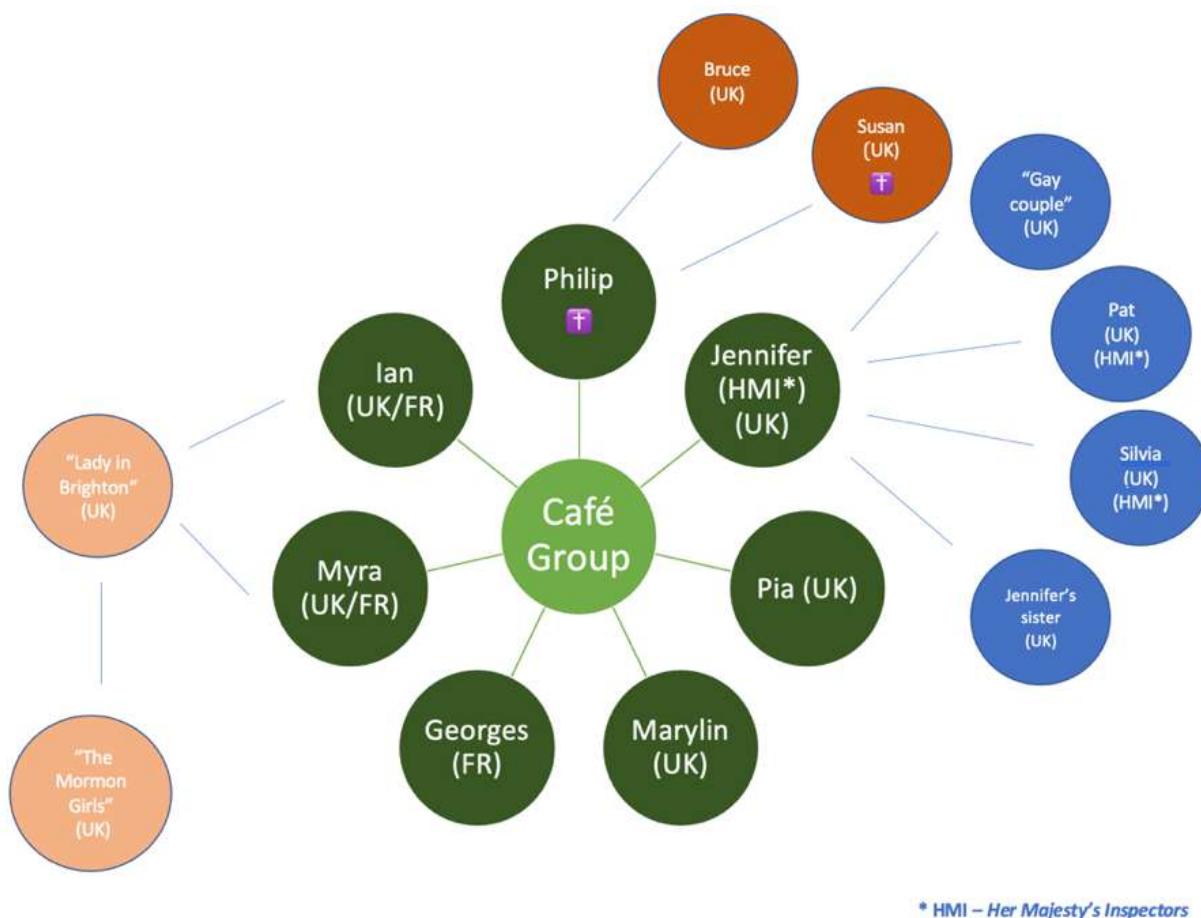 Bruce
(UK)
Susan
(UK)
✝
"Gay
couple"
(UK)
Philip
✝
Pat
(UK)
(HMI*)
Jennifer
(HMI*)
(UK)
Ian
(UK/FR)
"Lady in
Brighton"
(UK)
Silvia
(UK)
(HMI*)
Café
Group
Myra
(UK/FR)
Pia (UK)
Jennifer's
sister
(UK)
Georges
(FR)
Marylin
(UK)
"The
Mormon
Girls"
(UK)
* HMI – Her Majesty's Inspectors